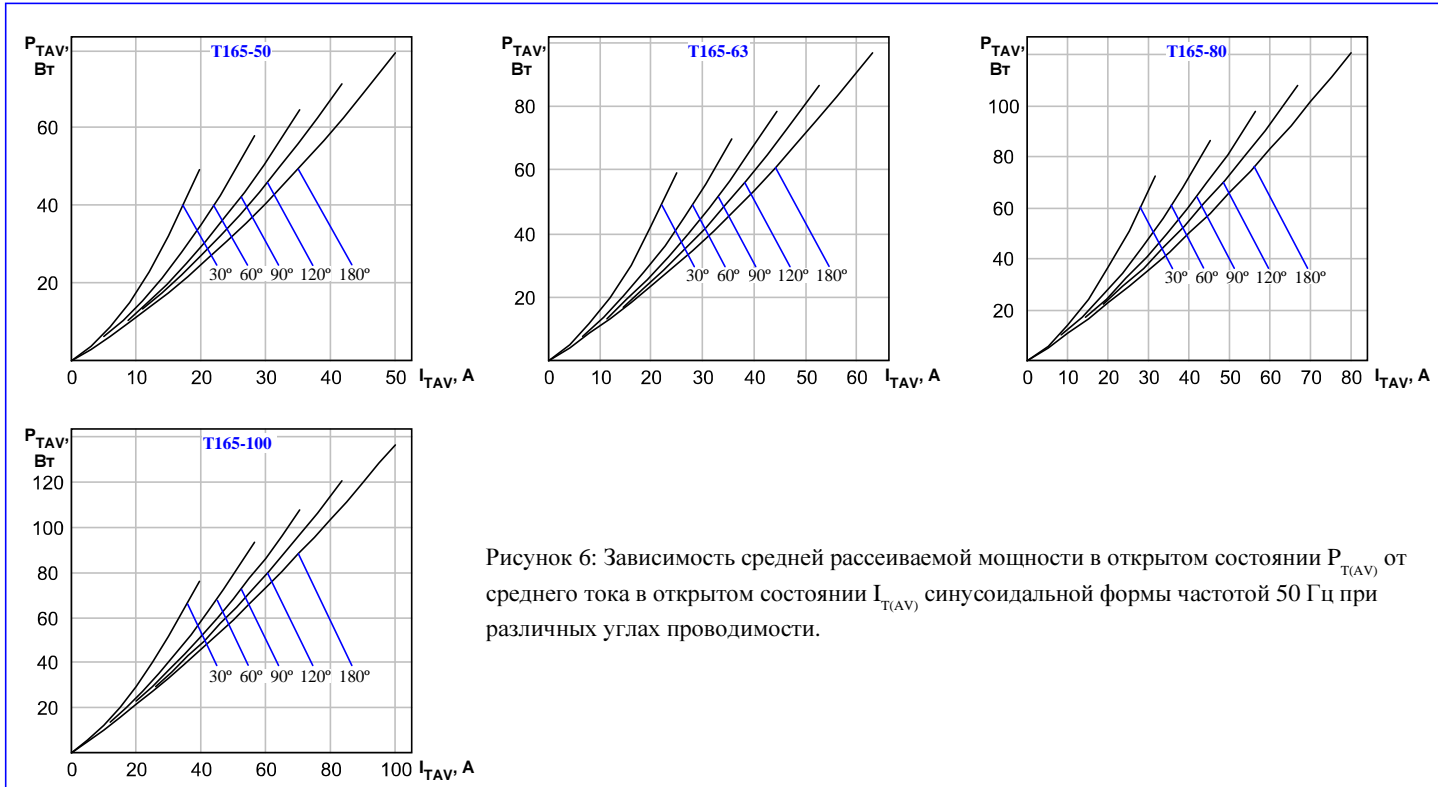 P_TAV, Вт
T165-50
60
40
20
30º 60º 90º 120º 180º
0 10 20 30 40 50 I_TAV, А
P_TAV, Вт
T165-63
80
60
40
20
30º 60º 90º 120º 180º
0 10 20 30 40 50 60 I_TAV, А
P_TAV, Вт
T165-80
100
80
60
40
20
30º 60º 90º 120º 180º
0 10 20 30 40 50 60 70 80 I_TAV, А
P_TAV, Вт
T165-100
120
100
80
60
40
20
30º 60º 90º 120º 180º
0 20 40 60 80 100 I_TAV, А
Рисунок 6: Зависимость средней рассеиваемой мощности в открытом состоянии P_T(AV) от
среднего тока в открытом состоянии I_T(AV) синусоидальной формы частотой 50 Гц при
различных углах проводимости.